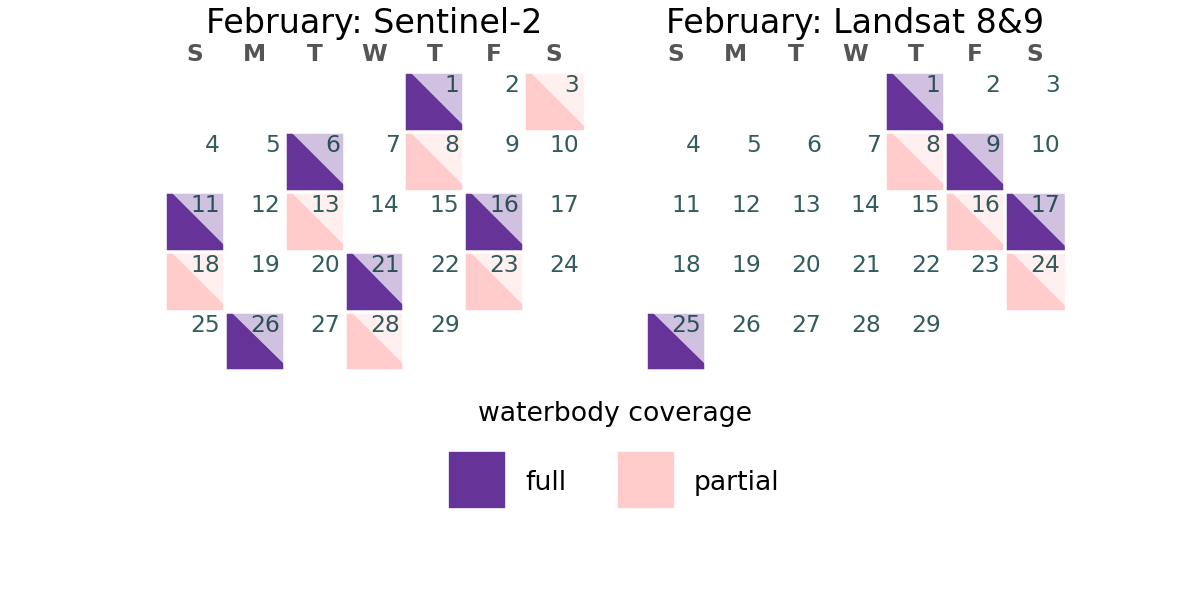 February: Sentinel-2
S M T W T F S
1 2 3
4 5 6 7 8 9 10
11 12 13 14 15 16 17
18 19 20 21 22 23 24
25 26 27 28 29
February: Landsat 8&9
S M T W T F S
1 2 3
4 5 6 7 8 9 10
11 12 13 14 15 16 17
18 19 20 21 22 23 24
25 26 27 28 29
waterbody coverage
full partial